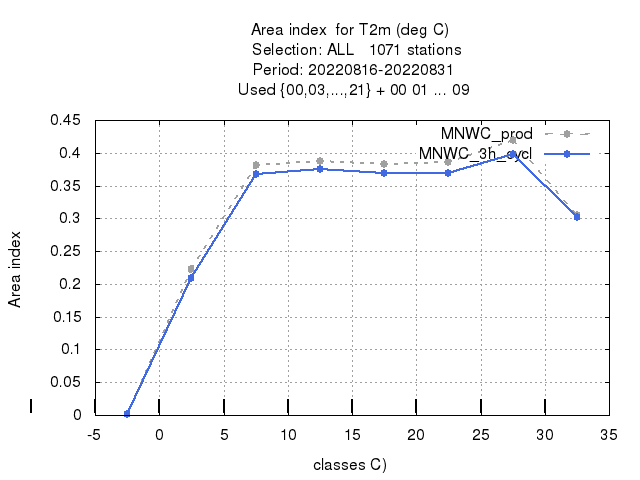 Area index for T2m (deg C)
Selection: ALL 1071 stations
Period: 20220816-20220831
Used {00,03,...,21} + 00 01 ... 09
MNWC_prod
MNWC_3h_cycl
Area index
0.45
0.4
0.35
0.3
0.25
0.2
0.15
0.1
0.05
0
-5 0 5 10 15 20 25 30 35
classes C)